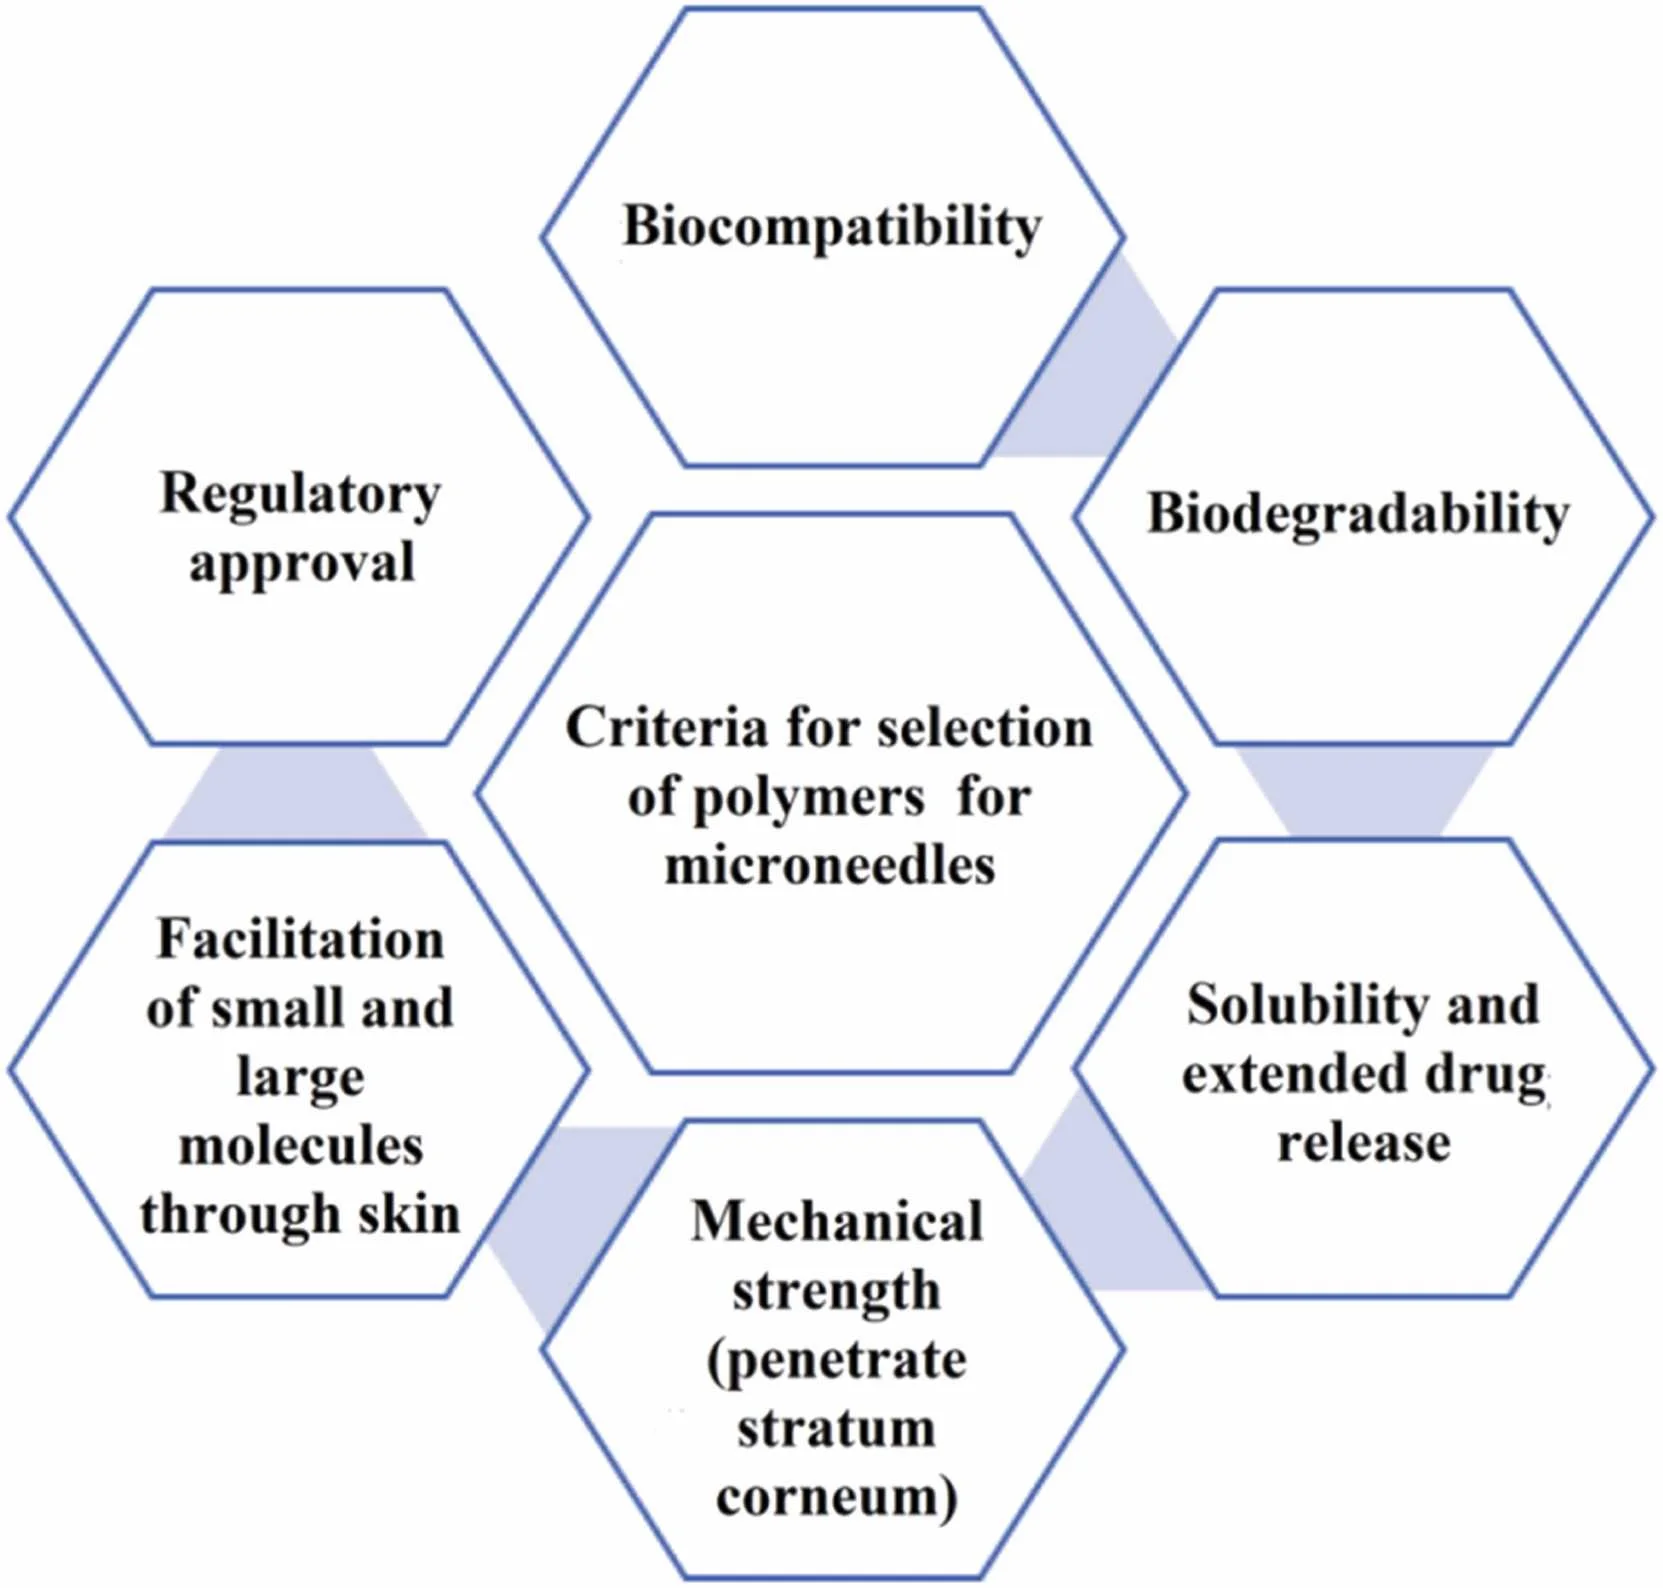 Biocompatibility
Biodegradability
Solubility and
extended drug
release
Mechanical
strength
(penetrate
stratum
corneum)
Facilitation
of small and
large
molecules
through skin
Regulatory
approval
Criteria for selection
of polymers for
microneedles